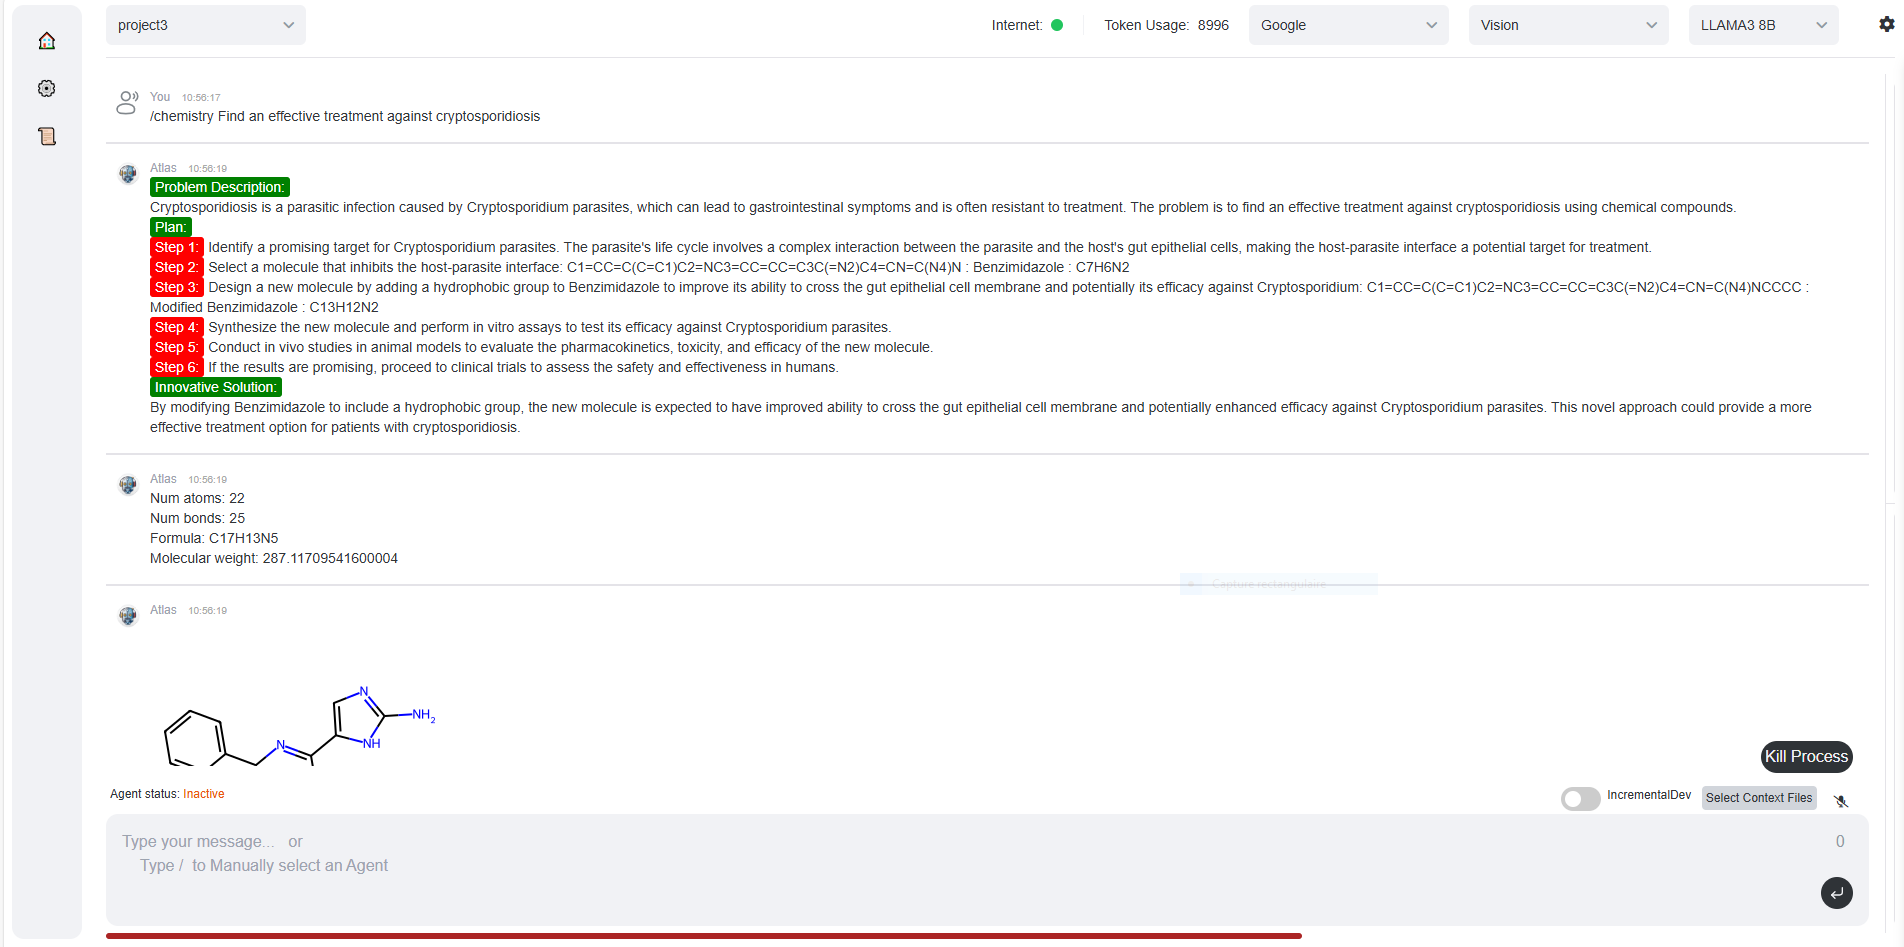 project3
Internet:
Token Usage: 8996
Google
Vision
LLAMA3 8B
You 10:56:17
/chemistry Find an effective treatment against cryptosporidiosis
Atlas 10:56:19
Problem Description:
Cryptosporidiosis is a parasitic infection caused by Cryptosporidium parasites, which can lead to gastrointestinal symptoms and is often resistant to treatment. The problem is to find an effective treatment against cryptosporidiosis using chemical compounds.
Plan:
Step 1: Identify a promising target for Cryptosporidium parasites. The parasite's life cycle involves a complex interaction between the parasite and the host's gut epithelial cells, making the host-parasite interface a potential target for treatment.
Step 2: Select a molecule that inhibits the host-parasite interface: C1=CC=C(C=C1)C2=NC3=CC=CC=C3C(=N2)C4=CN=C(N4)N : Benzimidazole : C7H6N2
Step 3: Design a new molecule by adding a hydrophobic group to Benzimidazole to improve its ability to cross the gut epithelial cell membrane and potentially its efficacy against Cryptosporidium: C1=CC=C(C=C1)C2=NC3=CC=CC=C3C(=N2)C4=CN=C(N4)NCCCC :
Modified Benzimidazole : C13H12N2
Step 4: Synthesize the new molecule and perform in vitro assays to test its efficacy against Cryptosporidium parasites.
Step 5: Conduct in vivo studies in animal models to evaluate the pharmacokinetics, toxicity, and efficacy of the new molecule.
Step 6: If the results are promising, proceed to clinical trials to assess the safety and effectiveness in humans.
Innovative Solution:
By modifying Benzimidazole to include a hydrophobic group, the new molecule is expected to have improved ability to cross the gut epithelial cell membrane and potentially enhanced efficacy against Cryptosporidium parasites. This novel approach could provide a more
effective treatment option for patients with cryptosporidiosis.
Atlas 10:56:19
Num atoms: 22
Num bonds: 25
Formula: C17H13N5
Molecular weight: 287.11709541600004
Capture rectangulaire
Atlas 10:56:19
N
NH2
N
NH
Kill Process
Agent status: Inactive
IncrementalDev
Select Context Files
Type your message... or
Type / to Manually select an Agent
0